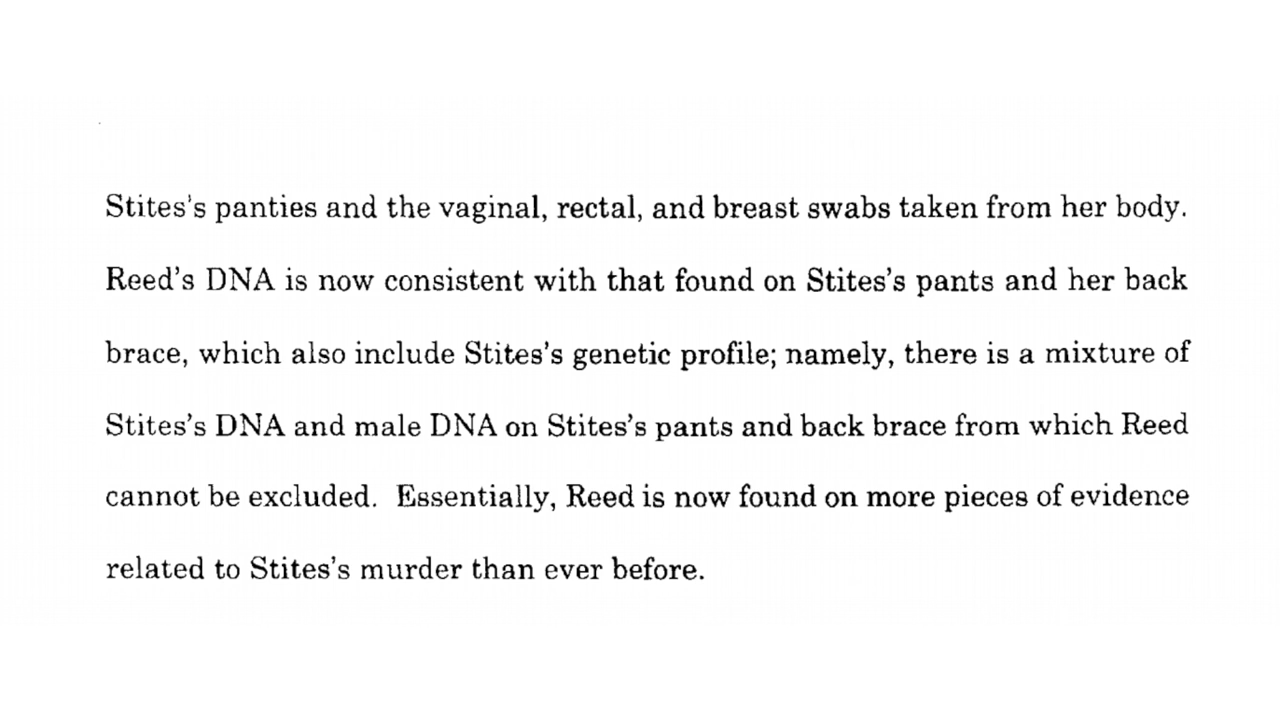 Stites's panties and the vaginal, rectal, and breast swabs taken from her body.
Reed's DNA is now consistent with that found on Stites's pants and her back
brace, which also include Stites's genetic profile; namely, there is a mixture of
Stites's DNA and male DNA on Stites's pants and back brace from which Reed
cannot be excluded.  Essentially, Reed is now found on more pieces of evidence
related to Stites's murder than ever before.